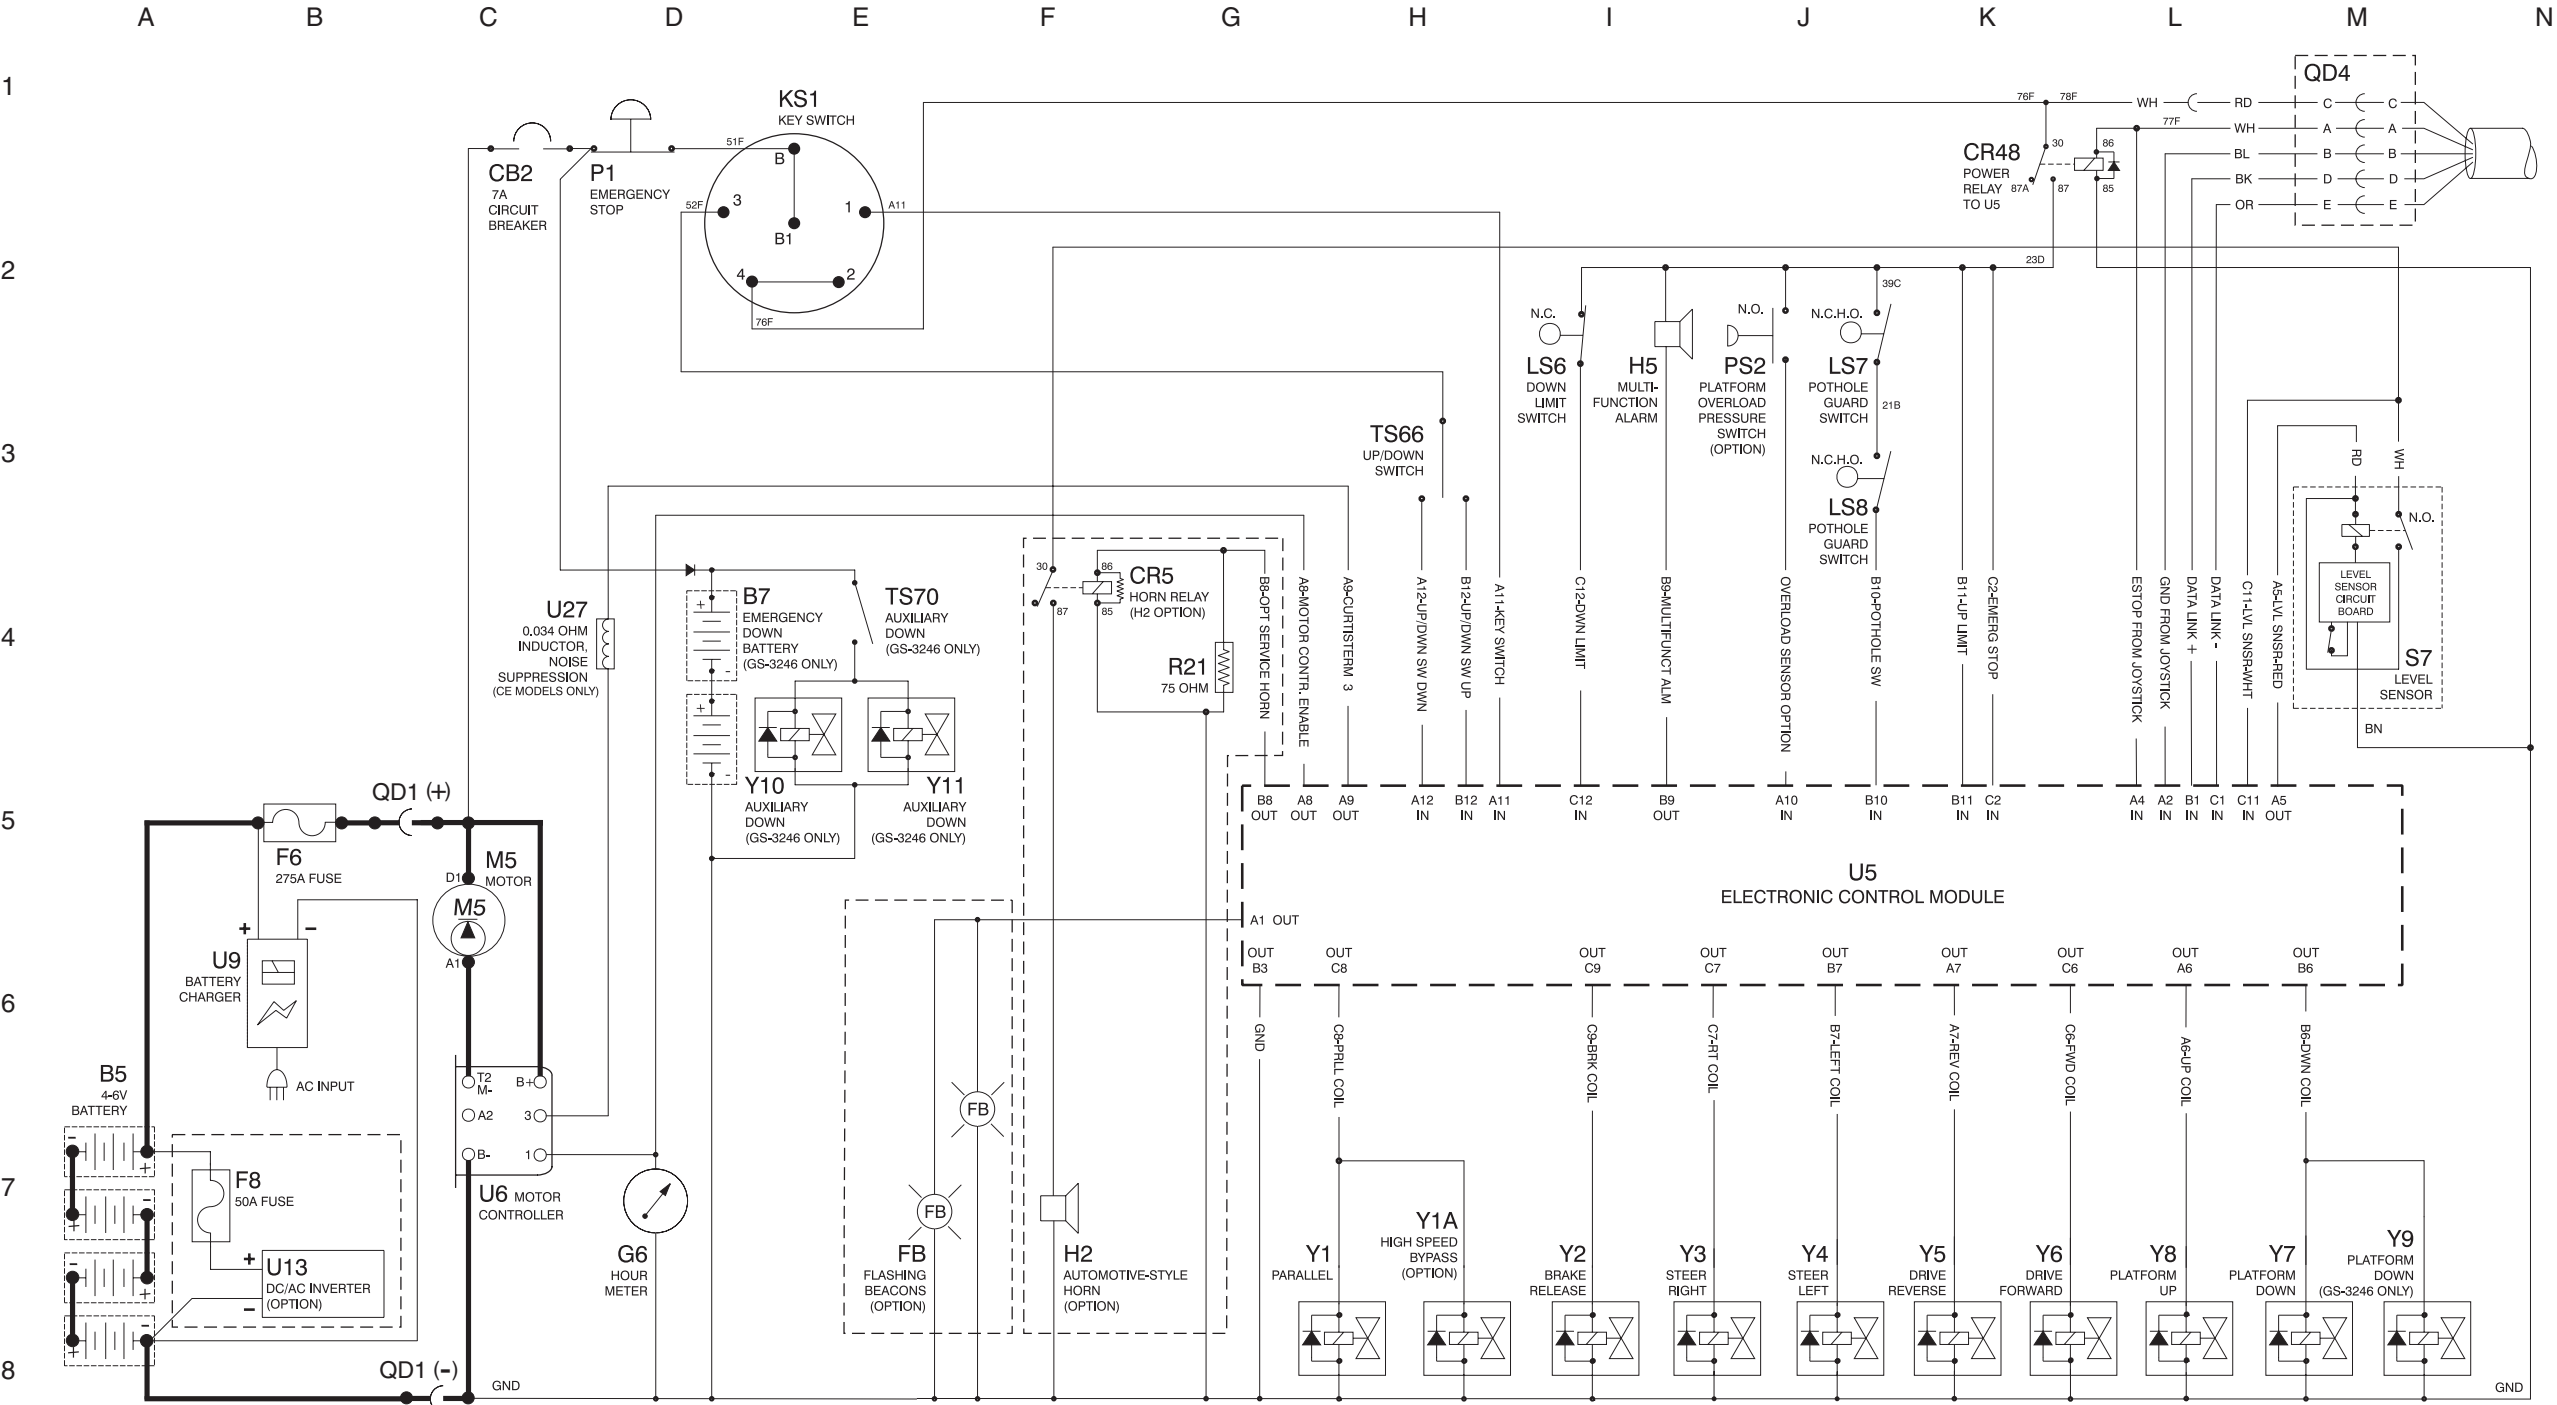 A B C D E F G H I J K L M N
1
2
3
4
5
6
7
8
KS1
KEY SWITCH
B
B1
3
1
4
2
51F
52F
A11
76F
CB2
7A
CIRCUIT
BREAKER
P1
EMERGENCY
STOP
76F
78F
WH
RD
77F
WH
BL
BK
OR
QD4
C C
A A
B B
D D
E E
CR48
POWER
RELAY
TO U5
30
87A
87
86
85
23D
N.C.
LS6
DOWN
LIMIT
SWITCH
H5
MULTI-
FUNCTION
ALARM
N.O.
PS2
PLATFORM
OVERLOAD
PRESSURE
SWITCH
(OPTION)
39C
N.C.H.O.
LS7
POTHOLE
GUARD
SWITCH
21B
N.C.H.O.
LS8
POTHOLE
GUARD
SWITCH
TS66
UP/DOWN
SWITCH
RD
WH
N.O.
LEVEL
SENSOR
CIRCUIT
BOARD
S7
LEVEL
SENSOR
BN
U27
0.034 OHM
INDUCTOR,
NOISE
SUPPRESSION
(CE MODELS ONLY)
+
-
+
-
B7
EMERGENCY
DOWN
BATTERY
(GS-3246 ONLY)
TS70
AUXILIARY
DOWN
(GS-3246 ONLY)
Y10
AUXILIARY
DOWN
(GS-3246 ONLY)
Y11
AUXILIARY
DOWN
(GS-3246 ONLY)
30
87
86
85
CR5
HORN RELAY
(H2 OPTION)
R21
75 OHM
B8-OPT SERVICE HORN
A8-MOTOR CONTR. ENABLE
A9-CURTISTERM 3
A12-UP/DWN SW DWN
B12-UP/DWN SW UP
A11-KEY SWITCH
C12-DWN LIMIT
B9-MULTIFUNCT ALM
OVERLOAD SENSOR OPTION
B10-POTHOLE SW
B11-UP LIMIT
C2-EMERG STOP
ESTOP FROM JOYSTICK
GND FROM JOYSTICK
DATA LINK +
DATA LINK -
C11-LVL SNSR-WHT
A5-LVL SNSR-RED
B8 A8 A9 A12 B12 A11 C12 B9 A10 B10 B11 C2 A4 A2 B1 C1 C11 A5
OUT OUT OUT IN IN IN IN OUT IN IN IN IN IN IN IN IN IN OUT
U5
ELECTRONIC CONTROL MODULE
A1 OUT
OUT OUT OUT OUT OUT OUT OUT OUT OUT
B3 C8 C9 C7 B7 A7 C6 A6 B6
GND
C8-PRLL COIL
C9-BRK COIL
C7-RT COIL
B7-LEFT COIL
A7-REV COIL
C6-FWD COIL
A6-UP COIL
B6-DWN COIL
QD1 (+)
F6
275A FUSE
M5
MOTOR
D1
M5
A1
+
-
U9
BATTERY
CHARGER
AC INPUT
B5
4-6V
BATTERY
-
+
-
+
-
+
-
+
F8
50A FUSE
+
-
U13
DC/AC INVERTER
(OPTION)
T2
M-
B+
A2
3
B-
1
U6 MOTOR
CONTROLLER
G6
HOUR
METER
FB
FB
FB
FLASHING
BEACONS
(OPTION)
H2
AUTOMOTIVE-STYLE
HORN
(OPTION)
Y1
PARALLEL
Y1A
HIGH SPEED
BYPASS
(OPTION)
Y2
BRAKE
RELEASE
Y3
STEER
RIGHT
Y4
STEER
LEFT
Y5
DRIVE
REVERSE
Y6
DRIVE
FORWARD
Y8
PLATFORM
UP
Y7
PLATFORM
DOWN
Y9
PLATFORM
DOWN
(GS-3246 ONLY)
QD1 (-)
GND
GND